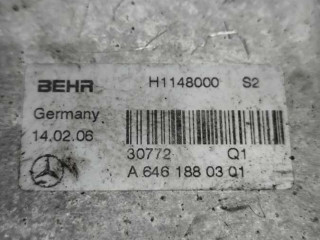 BEHR H1148000 S2
Germany
14.02.06
30772 Q1
A 646 188 03 01